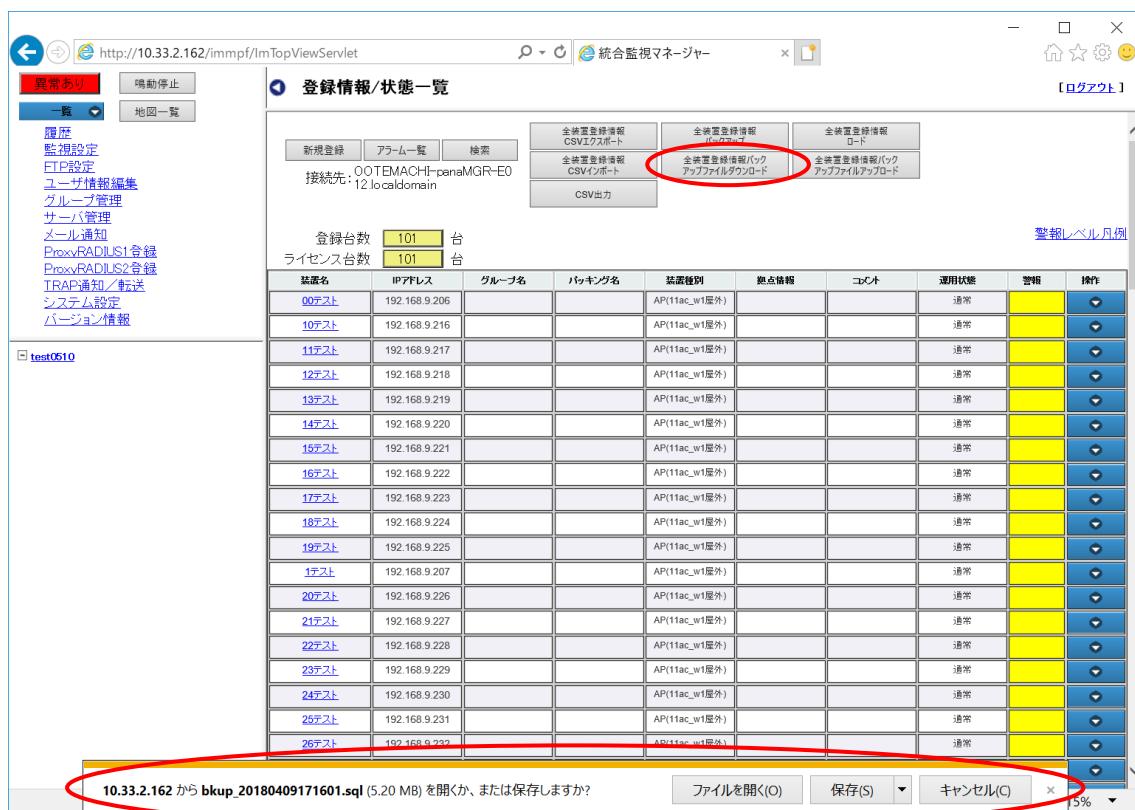 http://10.33.2.162/immpf/ImTopViewServlet
統合監視マネージャー
異常あり
鳴動停止
一覧
地図一覧
履歴
監視設定
FTP設定
ユーザ情報編集
グループ管理
サーバ管理
メール通知
ProxyRADIUS1登録
ProxyRADIUS2登録
TRAP通知／転送
システム設定
バージョン情報
test0510
登録情報/状態一覧
[ログアウト]
新規登録 アラーム一覧 検索
接続先: OOTEMACHI-panaMGR-E0
12.localdomain
全装置登録情報
CSVエクスポート
全装置登録情報
バックアップ
全装置登録情報
ロード
全装置登録情報
CSVインポート
全装置登録情報バック
アップファイルダウンロード
全装置登録情報バック
アップファイルアップロード
CSV出力
登録台数 101 台
ライセンス台数 101 台
警報レベル凡例
装置名 IPアドレス グループ名 パッキング名 装置種別 拠点情報 コメント 運用状態 警報 操作
00テスト 192.168.9.206 AP(11ac_w1屋外) 通常
10テスト 192.168.9.216 AP(11ac_w1屋外) 通常
11テスト 192.168.9.217 AP(11ac_w1屋外) 通常
12テスト 192.168.9.218 AP(11ac_w1屋外) 通常
13テスト 192.168.9.219 AP(11ac_w1屋外) 通常
14テスト 192.168.9.220 AP(11ac_w1屋外) 通常
15テスト 192.168.9.221 AP(11ac_w1屋外) 通常
16テスト 192.168.9.222 AP(11ac_w1屋外) 通常
17テスト 192.168.9.223 AP(11ac_w1屋外) 通常
18テスト 192.168.9.224 AP(11ac_w1屋外) 通常
19テスト 192.168.9.225 AP(11ac_w1屋外) 通常
1テスト 192.168.9.207 AP(11ac_w1屋外) 通常
20テスト 192.168.9.226 AP(11ac_w1屋外) 通常
21テスト 192.168.9.227 AP(11ac_w1屋外) 通常
22テスト 192.168.9.228 AP(11ac_w1屋外) 通常
23テスト 192.168.9.229 AP(11ac_w1屋外) 通常
24テスト 192.168.9.230 AP(11ac_w1屋外) 通常
25テスト 192.168.9.231 AP(11ac_w1屋外) 通常
26テスト 192.168.9.232 AP(11ac_w1屋外) 通常
10.33.2.162 から bkup_20180409171601.sql (5.20 MB) を開くか、または保存しますか?
ファイルを開く(O) 保存(S) キャンセル(C)
15%